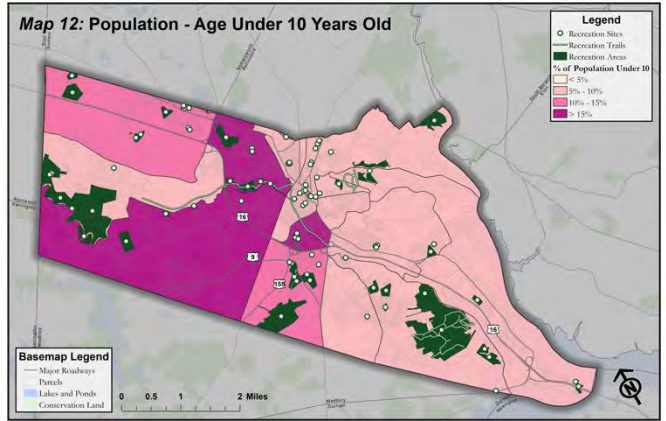 Map 12: Population - Age Under 10 Years Old
Legend
Recreation Sites
Recreation Trails
Recreation Areas
% of Population Under 10
< 5%
5% - 10%
10% - 15%
> 15%
16
9
155
16
Basemap Legend
Major Roadways
Parcels
Lakes and Ponds
Conservation Land
0 0.5 1 2 Miles
Madbury
Durham
N